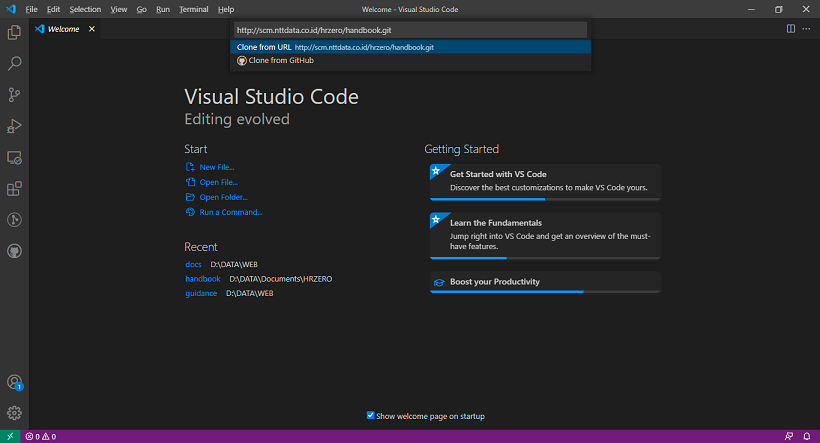 File Edit Selection View Go Run Terminal Help Welcome - Visual Studio Code
Welcome
http://scm.nttdata.co.id/hrzero/handbook.git
Clone from URL http://scm.nttdata.co.id/hrzero/handbook.git
Clone from GitHub
Visual Studio Code
Editing evolved
Start
New File...
Open File...
Open Folder...
Run a Command...
Recent
docs D:\DATA\WEB
handbook D:\DATA\Documents\HRZERO
guidance D:\DATA\WEB
Getting Started
Get Started with VS Code
Discover the best customizations to make VS Code yours.
Learn the Fundamentals
Jump right into VS Code and get an overview of the must-
have features.
Boost your Productivity
Show welcome page on startup
1
0 0